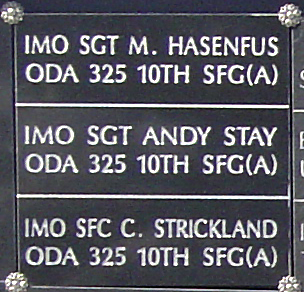 IMO SGT M. HASENFUS
ODA 325 10TH SFG(A)
IMO SGT ANDY STAY
ODA 325 10TH SFG(A)
IMO SFC C. STRICKLAND
ODA 325 10TH SFG(A)